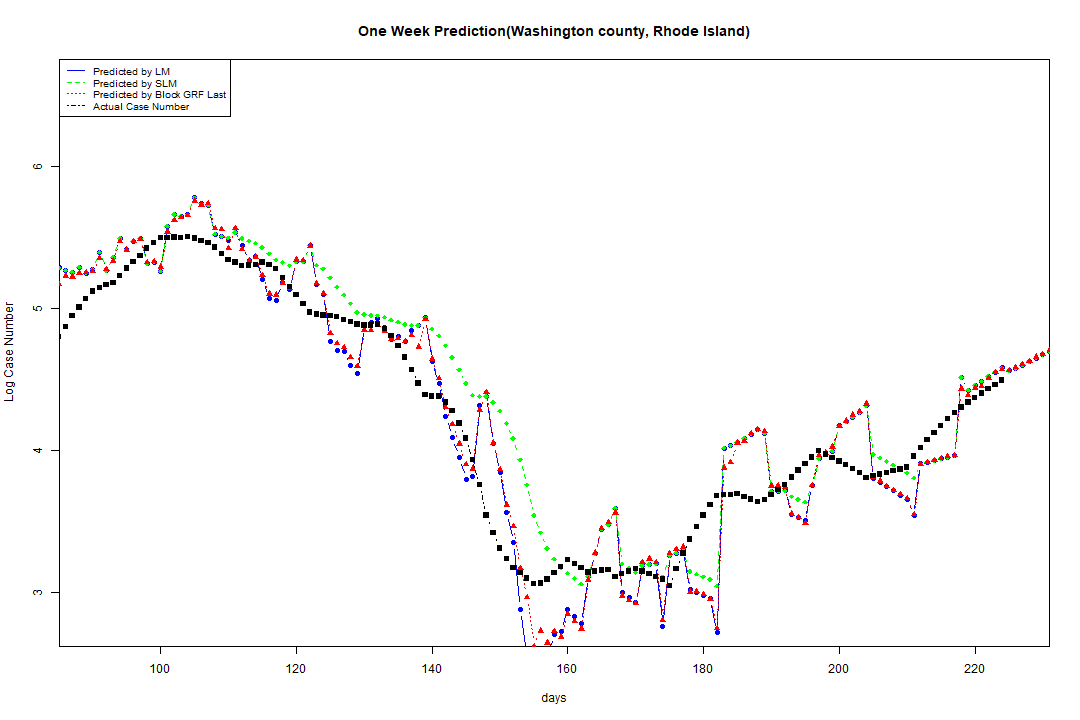 One Week Prediction(Washington county, Rhode Island)
Predicted by LM
Predicted by SLM
Predicted by Block GRF Last
Actual Case Number
6
5
4
3
Log Case Number
100 120 140 160 180 200 220
days